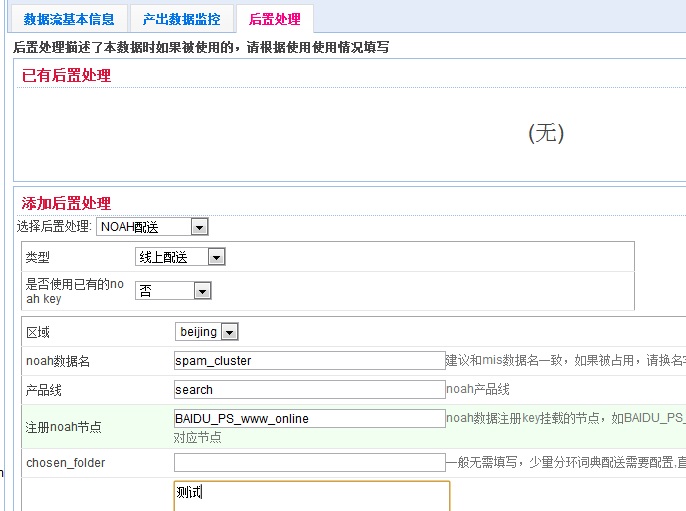 数据流基本信息 产出数据监控 后置处理
后置处理描述了本数据时如果被使用的，请根据使用使用情况填写
已有后置处理
(无)
添加后置处理
选择后置处理: NOAH配送
类型 线上配送
是否使用已有的no
ah key 否
区域 beijing
noah数据名 spam_cluster 建议和mis数据名一致，如果被占用，请换名
产品线 search noah产品线
注册noah节点 BAIDU_PS_www_online noah数据注册key挂载的节点，如BAIDU_PS_
对应节点
chosen_folder 一般无需填写，少量分环词典配送需要配置,直
测试